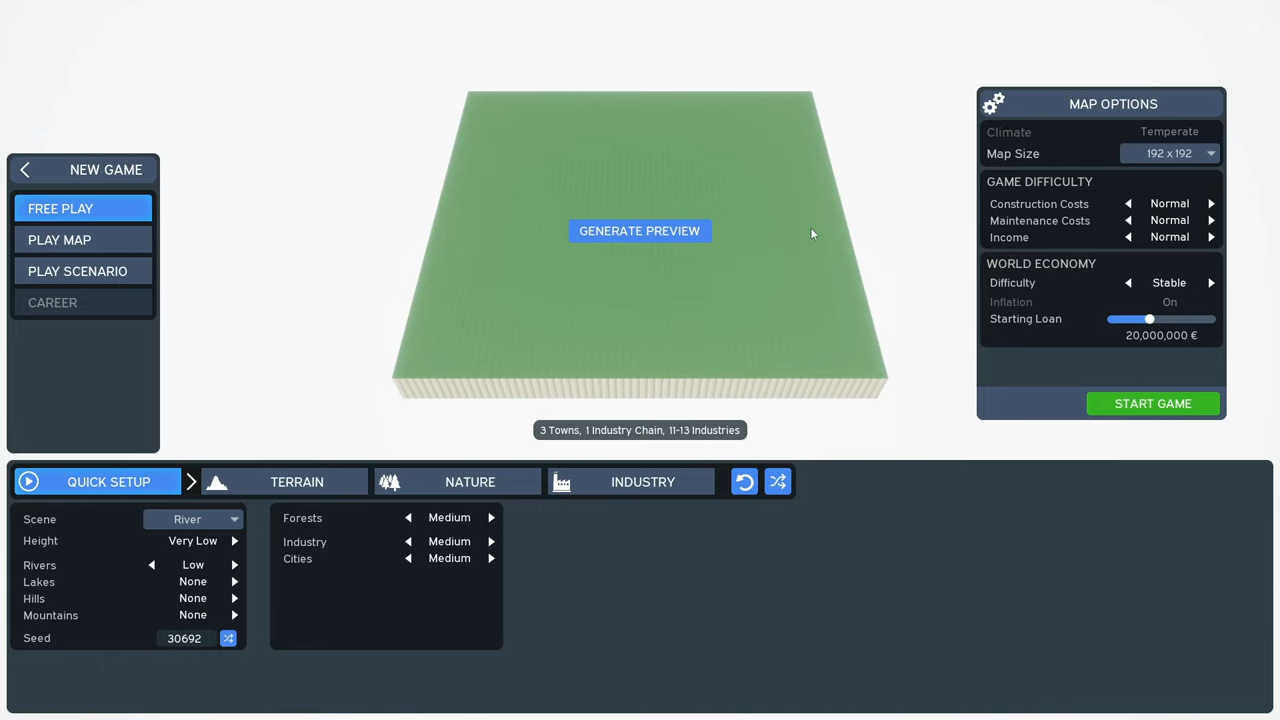 NEW GAME
FREE PLAY
PLAY MAP
PLAY SCENARIO
CAREER
GENERATE PREVIEW
3 Towns, 1 Industry Chain, 11-13 Industries
MAP OPTIONS
Climate Temperate
Map Size 192 x 192
GAME DIFFICULTY
Construction Costs Normal
Maintenance Costs Normal
Income Normal
WORLD ECONOMY
Difficulty Stable
Inflation On
Starting Loan
20,000,000 €
START GAME
QUICK SETUP TERRAIN NATURE INDUSTRY
Scene River
Height Very Low
Rivers Low
Lakes None
Hills None
Mountains None
Seed 30692
Forests Medium
Industry Medium
Cities Medium